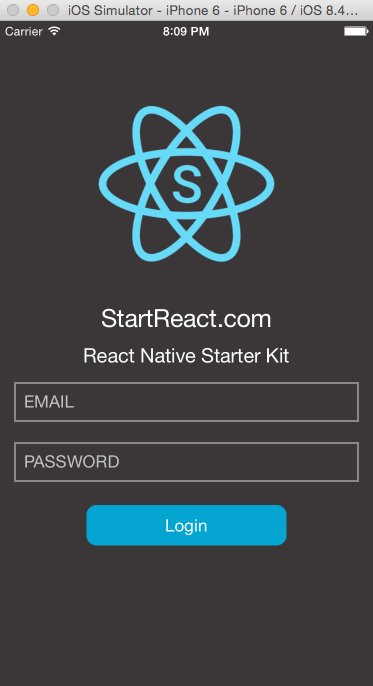 iOS Simulator - iPhone 6 - iPhone 6 / iOS 8.4...
Carrier 8:09 PM
S
StartReact.com
React Native Starter Kit
EMAIL
PASSWORD
Login